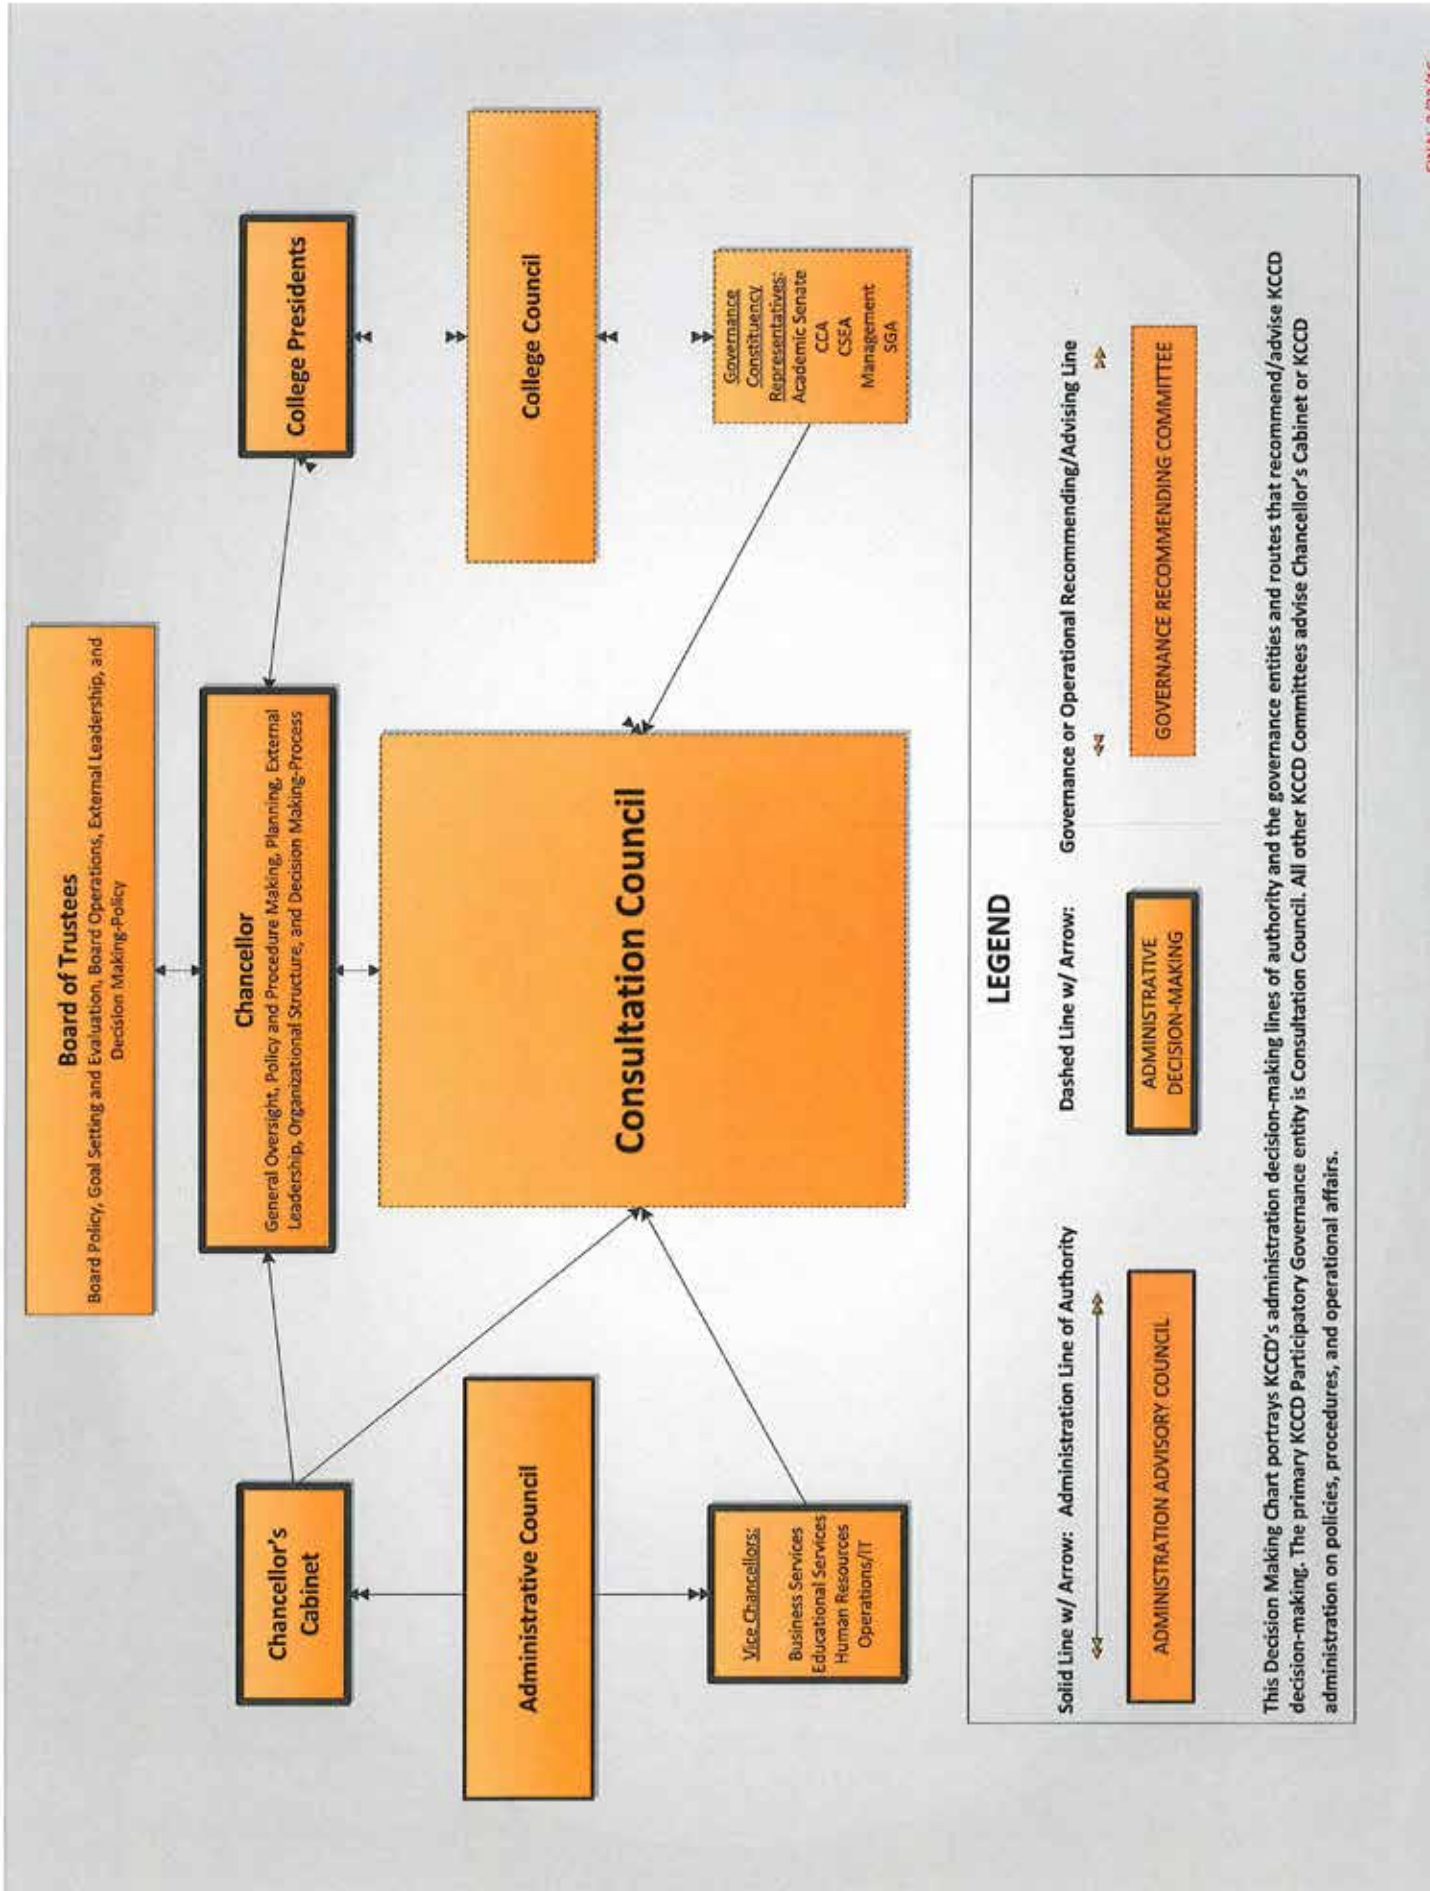 Board of Trustees
Board Policy, Goal Setting and Evaluation, Board Operations, External Leadership, and
Decision Making-Policy
Chancellor
General Oversight, Policy and Procedure Making, Planning, External
Leadership, Organizational Structure, and Decision Making-Process
Chancellor's
Cabinet
College Presidents
Administrative Council
Consultation Council
College Council
Vice Chancellors:
Business Services
Educational Services
Human Resources
Operations/IT
Governance
Constituency
Representatives:
Academic Senate
CCA
CSEA
Management
SGA
LEGEND
Solid Line w/ Arrow: Administration Line of Authority
Dashed Line w/ Arrow: Governance or Operational Recommending/Advising Line
ADMINISTRATION ADVISORY COUNCIL
ADMINISTRATIVE
DECISION-MAKING
GOVERNANCE RECOMMENDING COMMITTEE
This Decision Making Chart portrays KCCD's administration decision-making lines of authority and the governance entities and routes that recommend/advise KCCD
decision-making. The primary KCCD Participatory Governance entity is Consultation Council. All other KCCD Committees advise Chancellor's Cabinet or KCCD
administration on policies, procedures, and operational affairs.